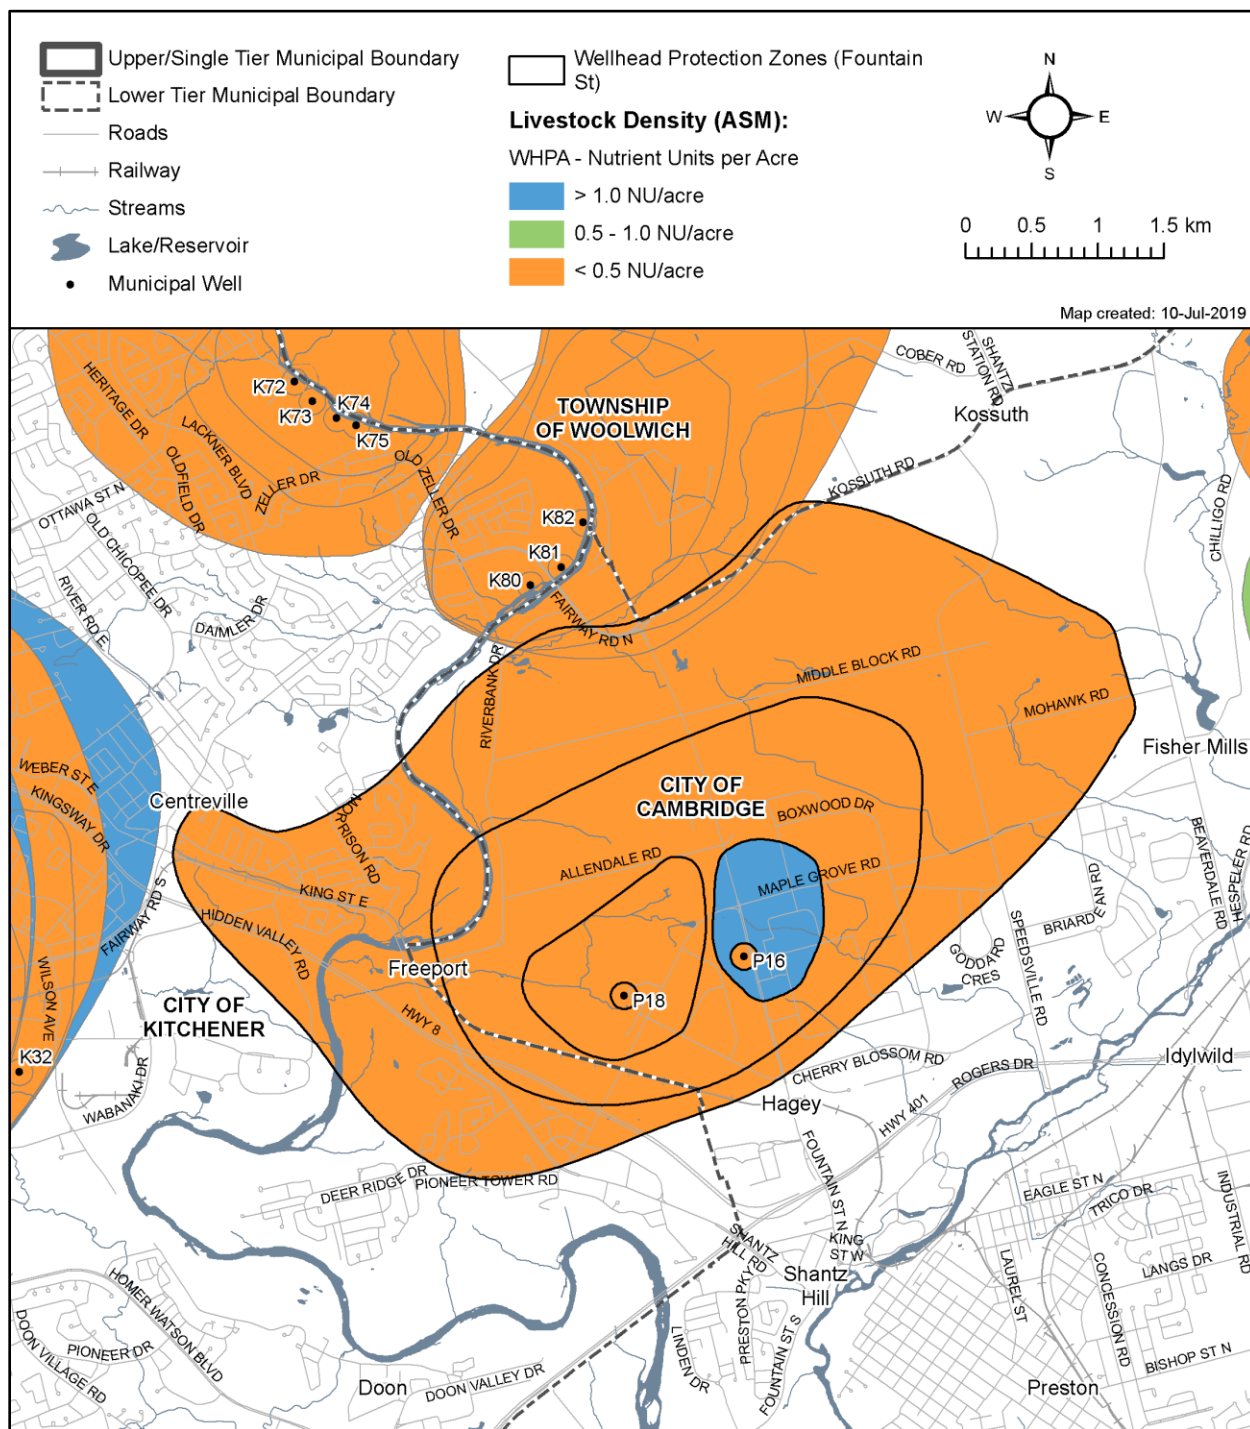 Upper/Single Tier Municipal Boundary
Lower Tier Municipal Boundary
Roads
Railway
Streams
Lake/Reservoir
Municipal Well
Wellhead Protection Zones (Fountain
St)
Livestock Density (ASM):
WHPA - Nutrient Units per Acre
> 1.0 NU/acre
0.5 - 1.0 NU/acre
< 0.5 NU/acre
N
W
E
S
0 0.5 1 1.5 km
Map created: 10-Jul-2019
COBER RD
SHANTZ
STATION RD
Kossuth
HERITAGE DR
K72
K73
K74
K75
TOWNSHIP
OF WOOLWICH
LACKNER BLVD
OLDFIELD DR
ZELLER DR
OLD ZELLER DR
KOSSUTH RD
CHILLIGO RD
OTTAWA ST N
OLD CHICOPEE DR
K82
K81
K80
RIVER RD E
DAIMLER DR
FAIRWAY RD N
RIVERBANK DR
MIDDLE BLOCK RD
MOHAWK RD
Fisher Mills
WEBER ST E
KINGSWAY DR
Centreville
CITY OF
CAMBRIDGE
BOXWOOD DR
PRISON RD
ALLENDALE RD
MAPLE GROVE RD
BEAVERDALE RD
HESPELER RD
KING ST E
FAIRWAY RD S
HIDDEN VALLEY RD
BRIARDEAN RD
GODDARD
CRES
SPEEDSVILLE RD
WILSON AVE
Freeport
P16
P18
CITY OF
KITCHENER
HWY 8
K32
WABANAKI DR
CHERRY BLOSSOM RD
ROGERS DR
Idylwild
Hagey
HWY 401
FOUNTAIN ST N
DEER RIDGE DR
PIONEER TOWER RD
EAGLE ST N
TRICO DR
INDUSTRIAL RD
SHANTZ
HILL RD
KING
ST W
Shantz
Hill
LANGS DR
LAUREL ST
CONCESSION RD
HOMER WATSON BLVD
DOON VILLAGE RD
PIONEER DR
Doon
DOON VALLEY DR
LINDEN DR
PRESTON PKY
FOUNTAIN ST S
BISHOP ST N
Preston